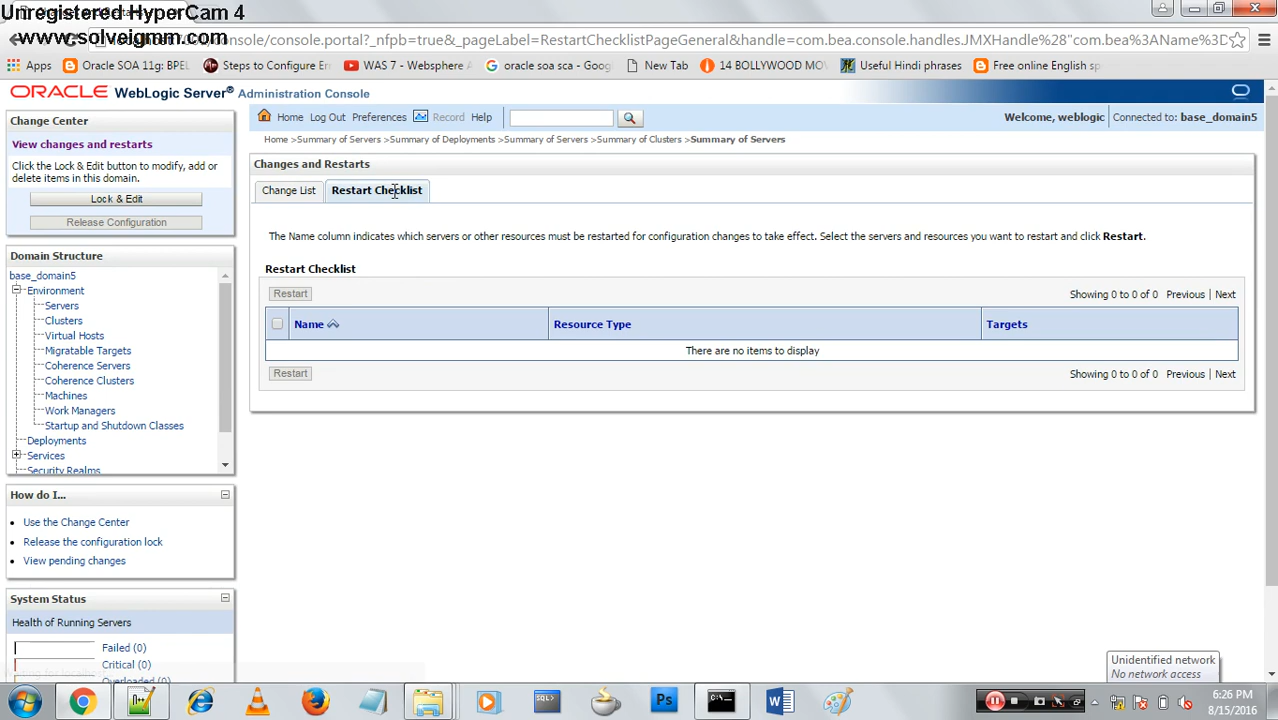 Unregistered HyperCam 4
www.solveigmm.com
/console/console.portal?_nfpb=true&_pageLabel=RestartChecklistPageGeneral&handle=com.bea.console.handles.JMXHandle%28"com.bea%3AName%3D
Apps Oracle SOA 11g: BPEL Steps to Configure Er WAS 7 - Websphere A oracle soa sca - Goog New Tab 14 BOLLYWOOD MOV Useful Hindi phrases Free online English sp
ORACLE WebLogic Server® Administration Console
Change Center
View changes and restarts
Click the Lock & Edit button to modify, add or
delete items in this domain.
Lock & Edit
Release Configuration
Domain Structure
base_domain5
Environment
Servers
Clusters
Virtual Hosts
Migratable Targets
Coherence Servers
Coherence Clusters
Machines
Work Managers
Startup and Shutdown Classes
Deployments
Services
Security Realms
How do I...
Use the Change Center
Release the configuration lock
View pending changes
System Status
Health of Running Servers
Failed (0)
Critical (0)
Overloaded (0)
Home Log Out Preferences Record Help
Welcome, weblogic Connected to: base_domain5
Home >Summary of Servers >Summary of Deployments >Summary of Servers >Summary of Clusters >Summary of Servers
Changes and Restarts
Change List Restart Checklist
The Name column indicates which servers or other resources must be restarted for configuration changes to take effect. Select the servers and resources you want to restart and click Restart.
Restart Checklist
Restart Showing 0 to 0 of 0 Previous | Next
Name Resource Type Targets
There are no items to display
Restart Showing 0 to 0 of 0 Previous | Next
Unidentified network
No network access
6:26 PM
8/15/2016